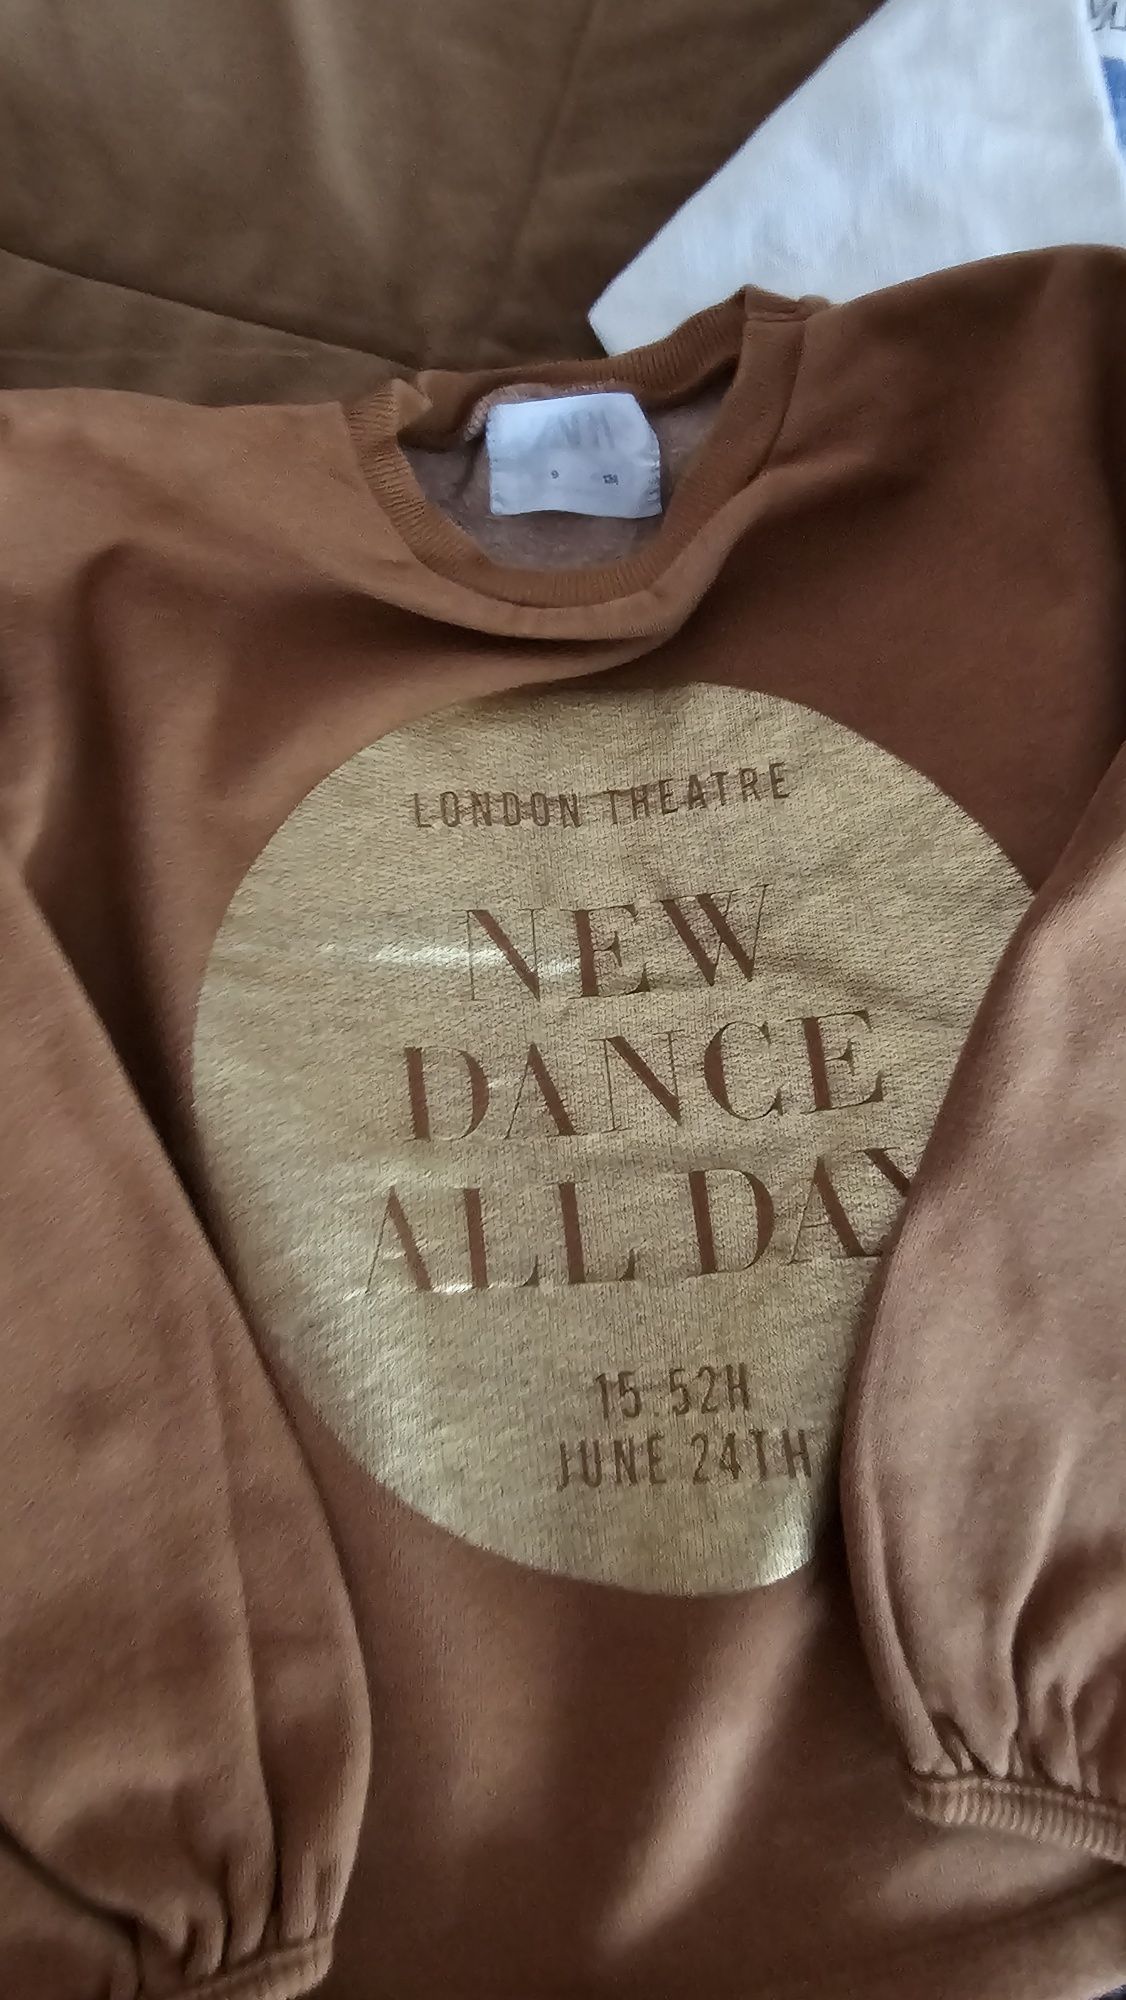 LONDON THEATRE
NEW
DANCE
ALL DAY
15.52H
JUNE 24TH